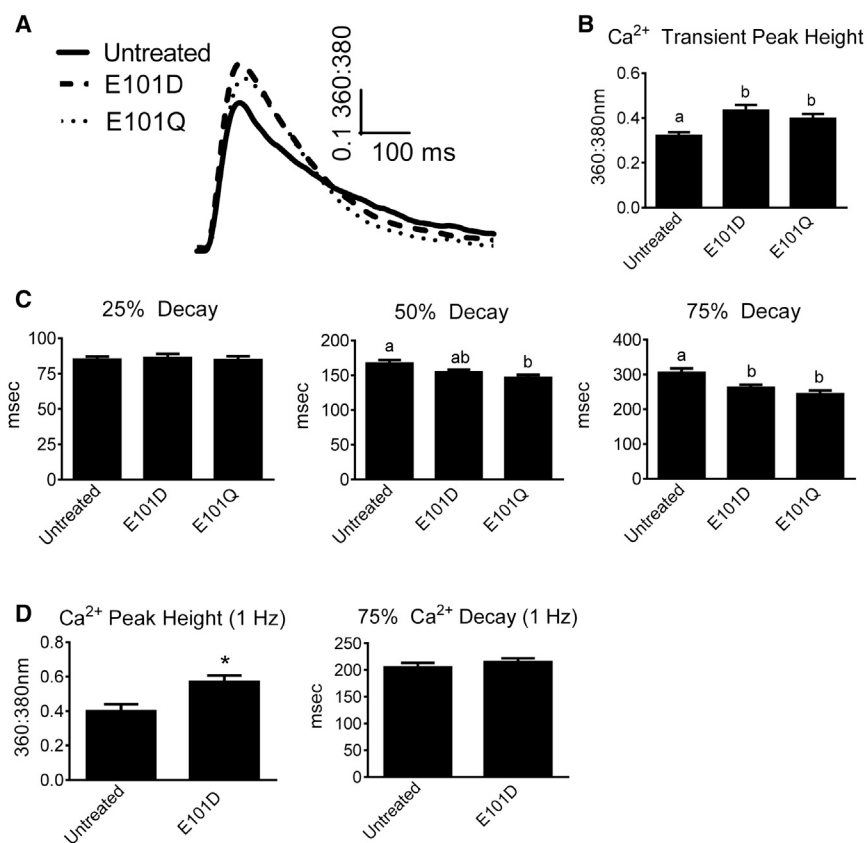 A
Untreated
E101D
E101Q
0.1 360:380
100 ms
B
Ca²⁺ Transient Peak Height
360:380nm
0.6
0.4
0.2
0.0
a
b
b
Untreated
E101D
E101Q
C
25% Decay
msec
100
75
50
25
0
Untreated
E101D
E101Q
50% Decay
msec
200
150
100
50
0
a
ab
b
Untreated
E101D
E101Q
75% Decay
msec
400
300
200
100
0
a
b
b
Untreated
E101D
E101Q
D
Ca²⁺ Peak Height (1 Hz)
360:380nm
0.8
0.6
0.4
0.2
0.0
*
Untreated
E101D
75% Ca²⁺ Decay (1 Hz)
msec
250
200
150
100
50
0
Untreated
E101D